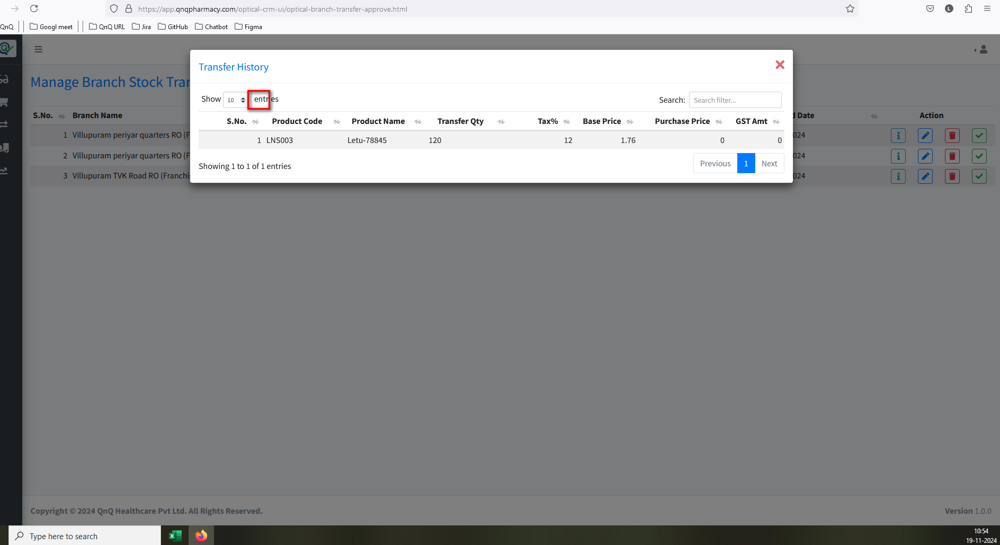 https://app.qnqpharmacy.com/optical-crm-ui/optical-branch-transfer-approve.html
L
QnQ
Googl meet
QnQ URL
Jira
GitHub
Chatbot
Figma
Transfer History
Manage Branch Stock Tra
Show 10 entries
Search: Search filter...
S.No. Branch Name
d Date Action
S.No. Product Code Product Name Transfer Qty Tax% Base Price Purchase Price GST Amt
1 Villupuram periyar quarters RO (F
024
1 LNS003 Letu-78845 120 12 1.76 0 0
2 Villupuram periyar quarters RO (F
024
Showing 1 to 1 of 1 entries
Previous 1 Next
3 Villupuram TVK Road RO (Franchi
024
Copyright © 2024 QnQ Healthcare Pvt Ltd. All Rights Reserved.
Version 1.0.0
Type here to search
10:54
19-11-2024